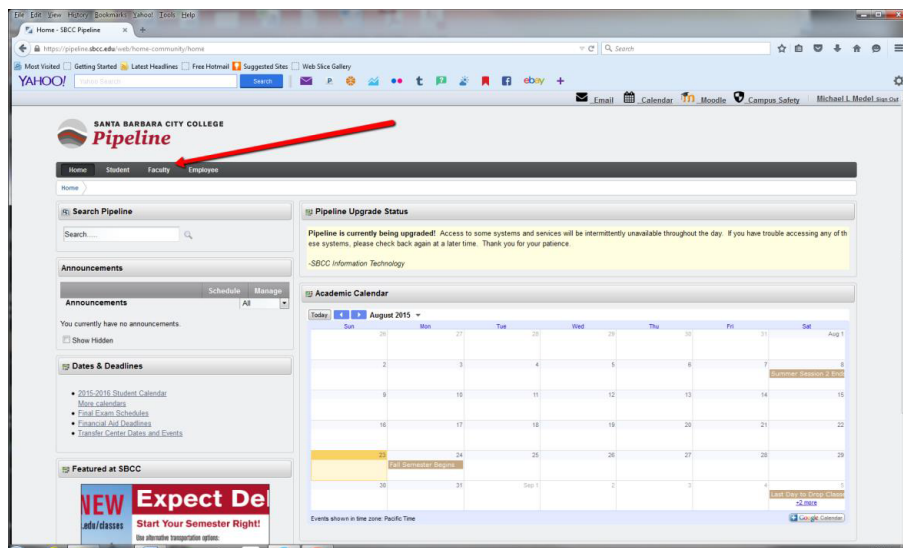 File Edit View History Bookmarks Yahoo! Tools Help
Home - SBCC Pipeline × +
https://pipeline.sbcc.edu/web/home-community/home
Search
Most Visited Getting Started Latest Headlines Free Hotmail Suggested Sites Web Slice Gallery
YAHOO! Search
ebay +
Email Calendar Moodle Campus Safety Michael L Medel Sign Out
SANTA BARBARA CITY COLLEGE
Pipeline
Home Student Faculty Employee
Home
Search Pipeline
Search.....
Announcements
Schedule Manage
Announcements All
You currently have no announcements.
Show Hidden
Dates & Deadlines
2015-2016 Student Calendar
More calendars
Final Exam Schedules
Financial Aid Deadlines
Transfer Center Dates and Events
Featured at SBCC
NEW Expect Del
.edu/classes Start Your Semester Right!
Use alternative transportation options:
Pipeline Upgrade Status
Pipeline is currently being upgraded! Access to some systems and services will be intermittently unavailable throughout the day. If you have trouble accessing any of th
ese systems, please check back again at a later time. Thank you for your patience.
-SBCC Information Technology
Academic Calendar
Today August 2015
Sun Mon Tue Wed Thu Fri Sat
26 27 28 29 30 31 Aug 1
2 3 4 5 6 7 8
Summer Session 2 Ends
9 10 11 12 13 14 15
16 17 18 19 20 21 22
23 24 25 26 27 28 29
Fall Semester Begins
30 31 Sep 1 2 3 4 5
Last Day to Drop Classe
+2 more
Events shown in time zone: Pacific Time
Google Calendar